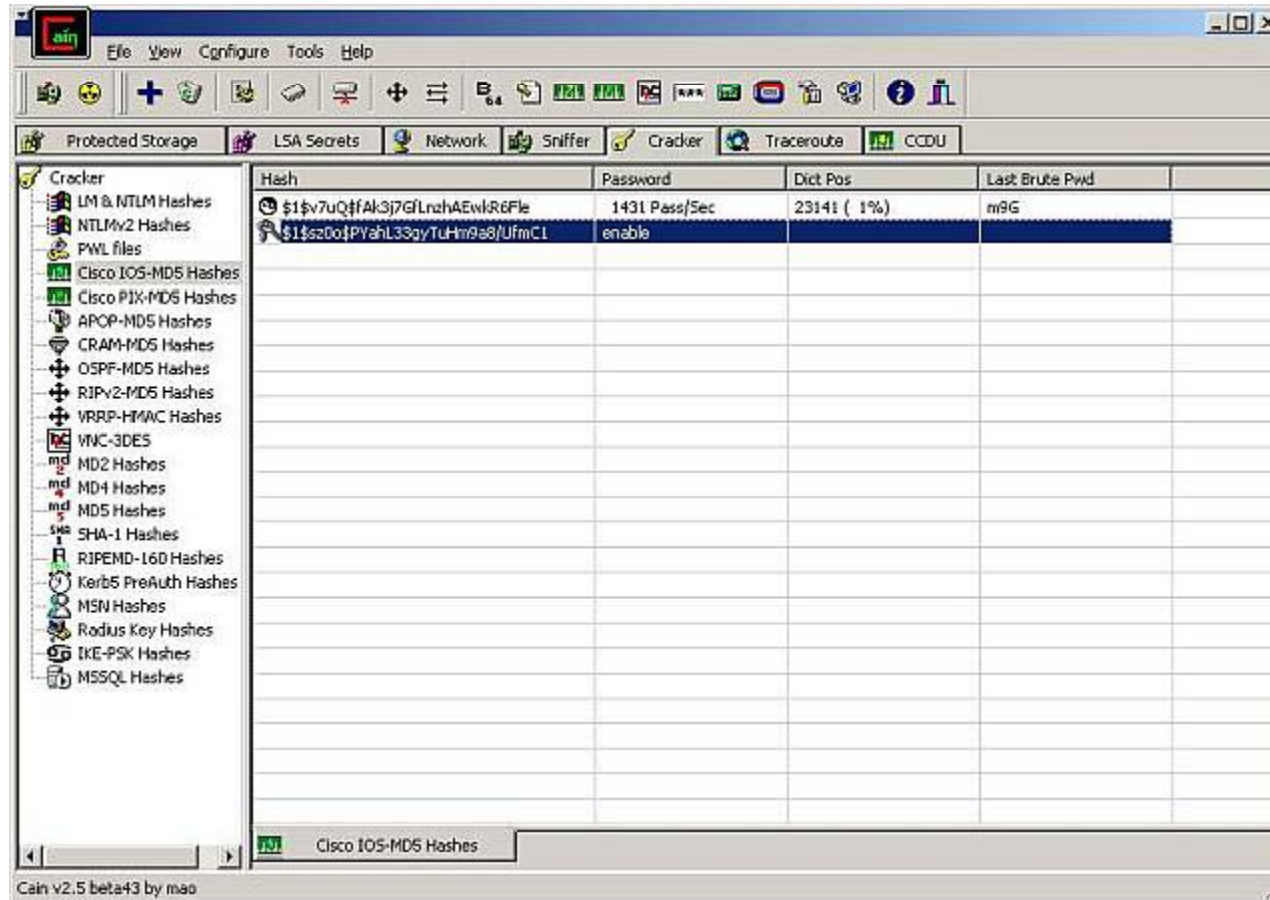 Cain
File View Configure Tools Help
Protected Storage LSA Secrets Network Sniffer Cracker Traceroute CCDU
Cracker
LM & NTLM Hashes
NTLMv2 Hashes
PWL files
Cisco IOS-MD5 Hashes
Cisco PIX-MD5 Hashes
APOP-MD5 Hashes
CRAM-MD5 Hashes
OSPF-MD5 Hashes
RIPv2-MD5 Hashes
VRRP-HMAC Hashes
VNC-3DES
MD2 Hashes
MD4 Hashes
MD5 Hashes
SHA-1 Hashes
RIPEMD-160 Hashes
Kerb5 PreAuth Hashes
MSN Hashes
Radius Key Hashes
IKE-PSK Hashes
MSSQL Hashes
Hash Password Dict Pos Last Brute Pwd
$1$v7uQ$fAk3j7GfLnzhAEwkR6Fle 1431 Pass/Sec 23141 ( 1%) m9G
$1$sz0o$PYahL33gyTuHm9a8/UfmC1 enable
Cisco IOS-MD5 Hashes
Cain v2.5 beta43 by mao